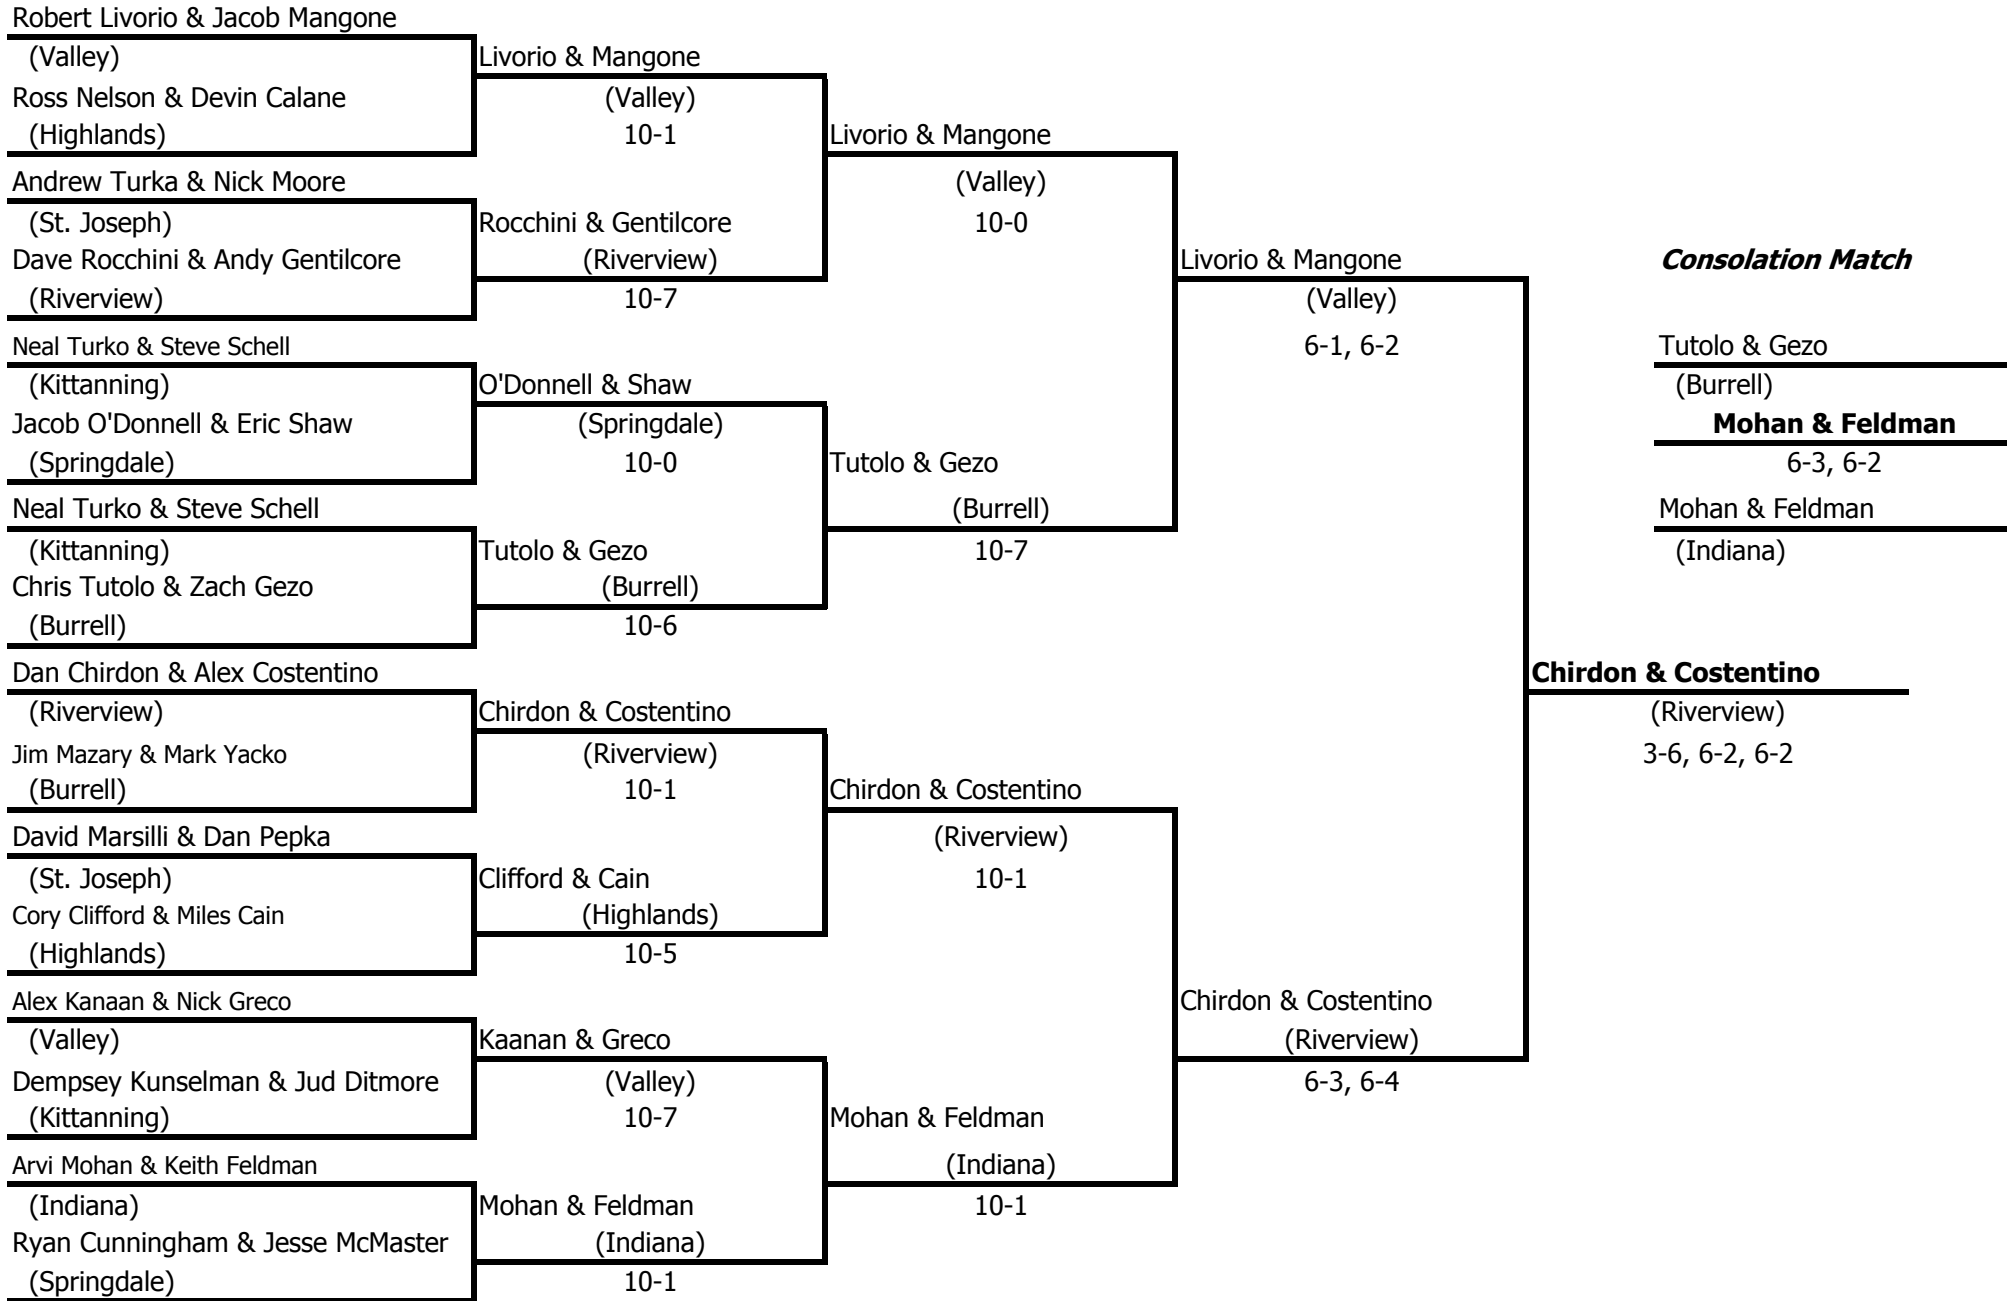 Robert Livorio & Jacob Mangone
(Valley)
Ross Nelson & Devin Calane
(Highlands)
Andrew Turka & Nick Moore
(St. Joseph)
Dave Rocchini & Andy Gentilcore
(Riverview)
Neal Turko & Steve Schell
(Kittanning)
Jacob O'Donnell & Eric Shaw
(Springdale)
Neal Turko & Steve Schell
(Kittanning)
Chris Tutolo & Zach Gezo
(Burrell)
Dan Chirdon & Alex Costentino
(Riverview)
Jim Mazary & Mark Yacko
(Burrell)
David Marsilli & Dan Pepka
(St. Joseph)
Cory Clifford & Miles Cain
(Highlands)
Alex Kanaan & Nick Greco
(Valley)
Dempsey Kunselman & Jud Ditmore
(Kittanning)
Arvi Mohan & Keith Feldman
(Indiana)
Ryan Cunningham & Jesse McMaster
(Springdale)
Livorio & Mangone
(Valley)
10-1
Rocchini & Gentilcore
(Riverview)
10-7
O'Donnell & Shaw
(Springdale)
10-0
Tutolo & Gezo
(Burrell)
10-6
Chirdon & Costentino
(Riverview)
10-1
Clifford & Cain
(Highlands)
10-5
Kaanan & Greco
(Valley)
10-7
Mohan & Feldman
(Indiana)
10-1
Livorio & Mangone
(Valley)
10-0
Tutolo & Gezo
(Burrell)
10-7
Chirdon & Costentino
(Riverview)
10-1
Mohan & Feldman
(Indiana)
10-1
Livorio & Mangone
(Valley)
6-1, 6-2
Chirdon & Costentino
(Riverview)
6-3, 6-4
Chirdon & Costentino
(Riverview)
3-6, 6-2, 6-2
Consolation Match
Tutolo & Gezo
(Burrell)
Mohan & Feldman
6-3, 6-2
Mohan & Feldman
(Indiana)